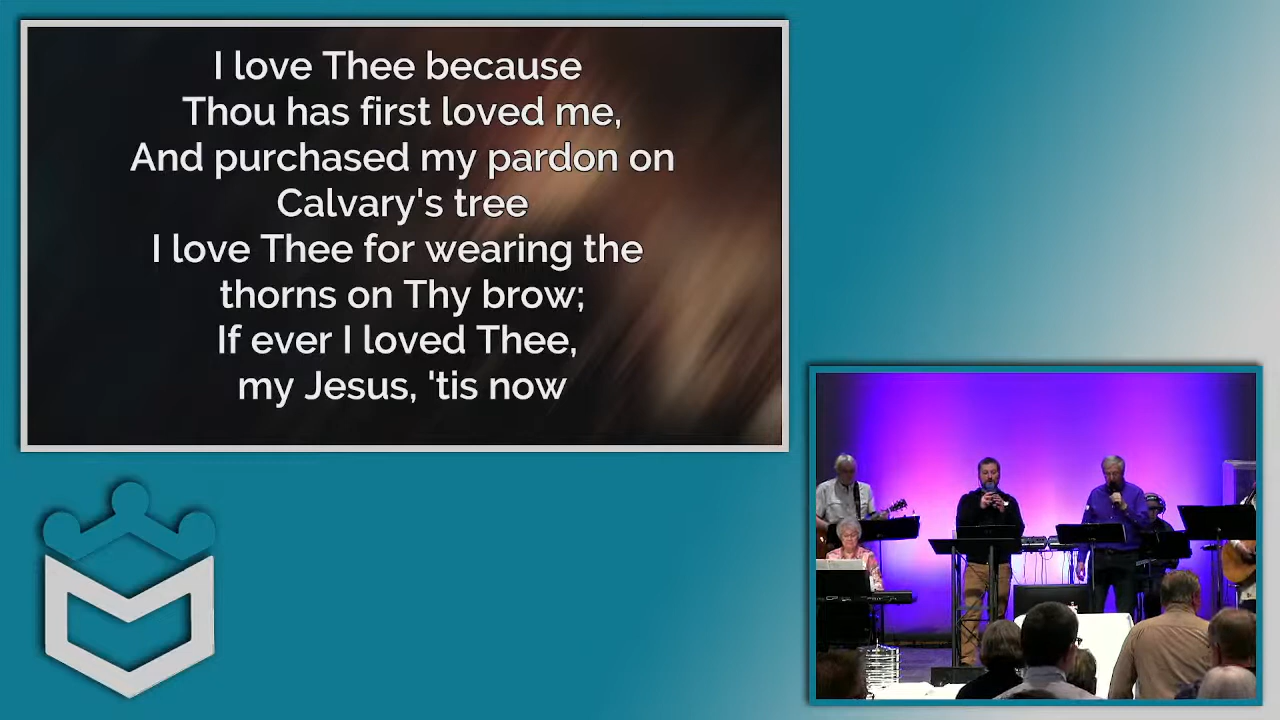 I love Thee because
Thou has first loved me,
And purchased my pardon on
Calvary's tree
I love Thee for wearing the
thorns on Thy brow;
If ever I loved Thee,
my Jesus, 'tis now